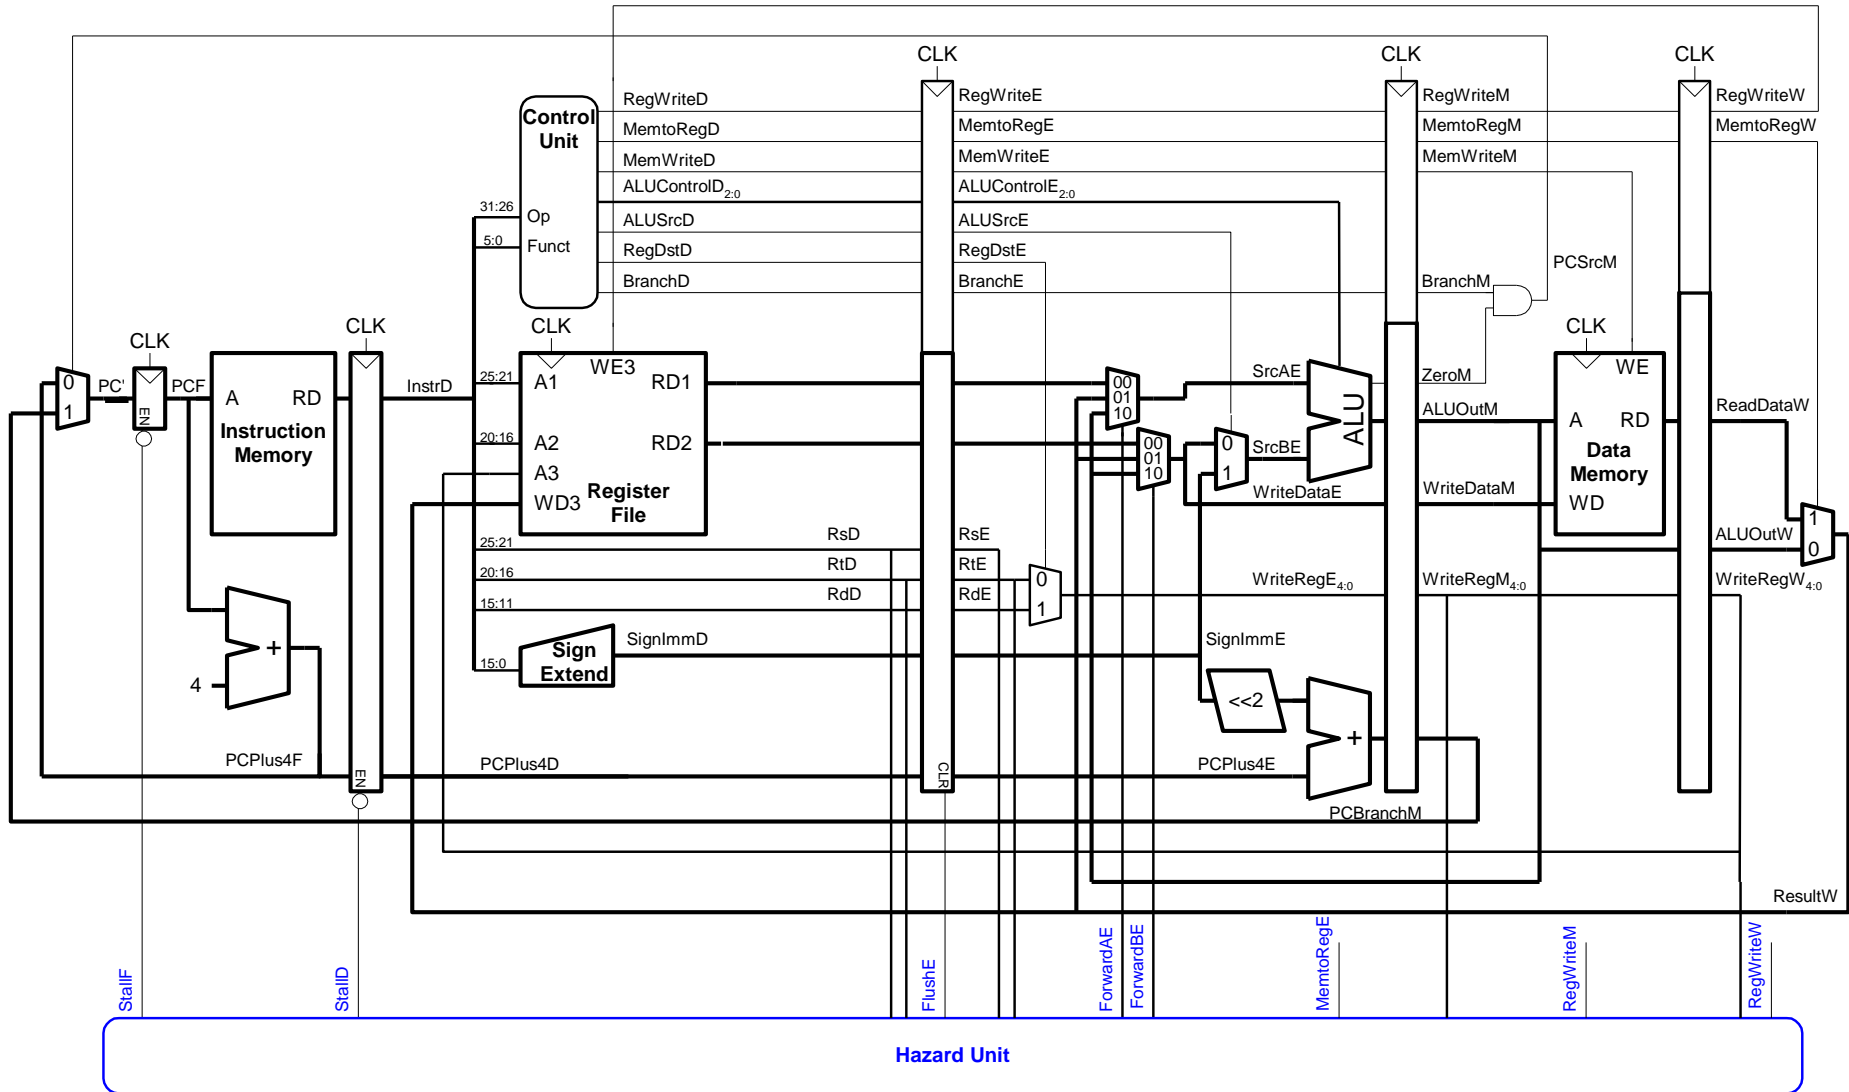 CLK
CLK
CLK
Control
Unit
RegWriteD
MemtoRegD
MemWriteD
ALUControlD2:0
ALUSrcD
RegDstD
BranchD
RegWriteE
MemtoRegE
MemWriteE
ALUControlE2:0
ALUSrcE
RegDstE
BranchE
RegWriteM
MemtoRegM
MemWriteM
BranchM
PCSrcM
RegWriteW
MemtoRegW
31:26
Op
5:0
Funct
CLK
CLK
CLK
CLK
0
1
PC'
EN
PCF
A
RD
Instruction
Memory
InstrD
25:21
A1
WE3
RD1
20:16
A2
RD2
A3
WD3
Register
File
00
01
10
00
01
10
0
1
SrcAE
SrcBE
ALU
WriteDataE
ZeroM
ALUOutM
WriteDataM
WE
A
RD
Data
Memory
WD
ReadDataW
1
0
ALUOutW
25:21
RsD
RsE
20:16
RtD
RtE
15:11
RdD
RdE
0
1
WriteRegE4:0
WriteRegM4:0
WriteRegW4:0
15:0
Sign
Extend
SignImmD
SignImmE
<<2
+
4
+
PCPlus4F
EN
PCPlus4D
CLR
PCPlus4E
PCBranchM
ResultW
StallF
StallD
FlushE
ForwardAE
ForwardBE
MemtoRegE
RegWriteM
RegWriteW
Hazard Unit